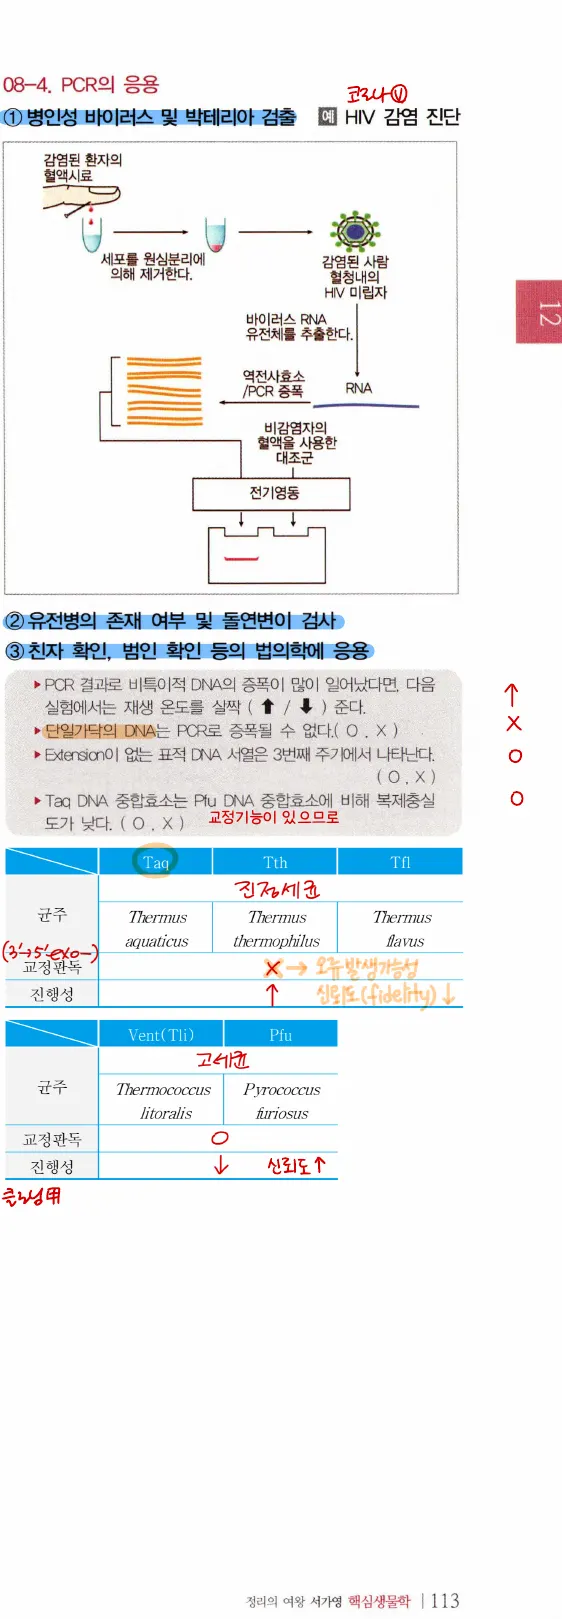 08-4. PCR의 응용
코로나 ⓥ
① 병인성 바이러스 및 박테리아 검출 예 HIV 감염 진단
감염된 환자의
혈액시료
세포를 원심분리에
의해 제거한다.
감염된 사람
혈청내의
HIV 미립자
바이러스 RNA
유전체를 추출한다.
역전사효소
/PCR 증폭
RNA
비감염자의
혈액을 사용한
대조군
전기영동
12
② 유전병의 존재 여부 및 돌연변이 검사
③ 친자 확인, 범인 확인 등의 법의학에 응용
▶ PCR 결과로 비특이적 DNA의 증폭이 많이 일어났다면, 다음
실험에서는 재생 온도를 살짝 ( ⬆ / ⬇ ) 준다. ↑
▶ 단일가닥의 DNA는 PCR로 증폭될 수 없다.( O , X ) X
▶ Extension이 없는 표적 DNA 서열은 3번째 주기에서 나타난다. O
( O , X )
▶ Taq DNA 중합효소는 Pfu DNA 중합효소에 비해 복제충실 O
도가 낮다. ( O , X ) 교정기능이 있으므로
Taq Tth Tfl
진정세균
균주
Thermus Thermus Thermus
aquaticus thermophilus flavus
(3'→5' exo-)
교정판독 X → 오류 발생가능성
진행성 ↑ 신뢰도(fidelity) ↓
Vent(Tli) Pfu
고세균
균주
Thermococcus Pyrococcus
litoralis furiosus
교정판독 O
진행성 ↓ 신뢰도 ↑
클로닝用
정리의 여왕 서가영 핵심생물학 | 113